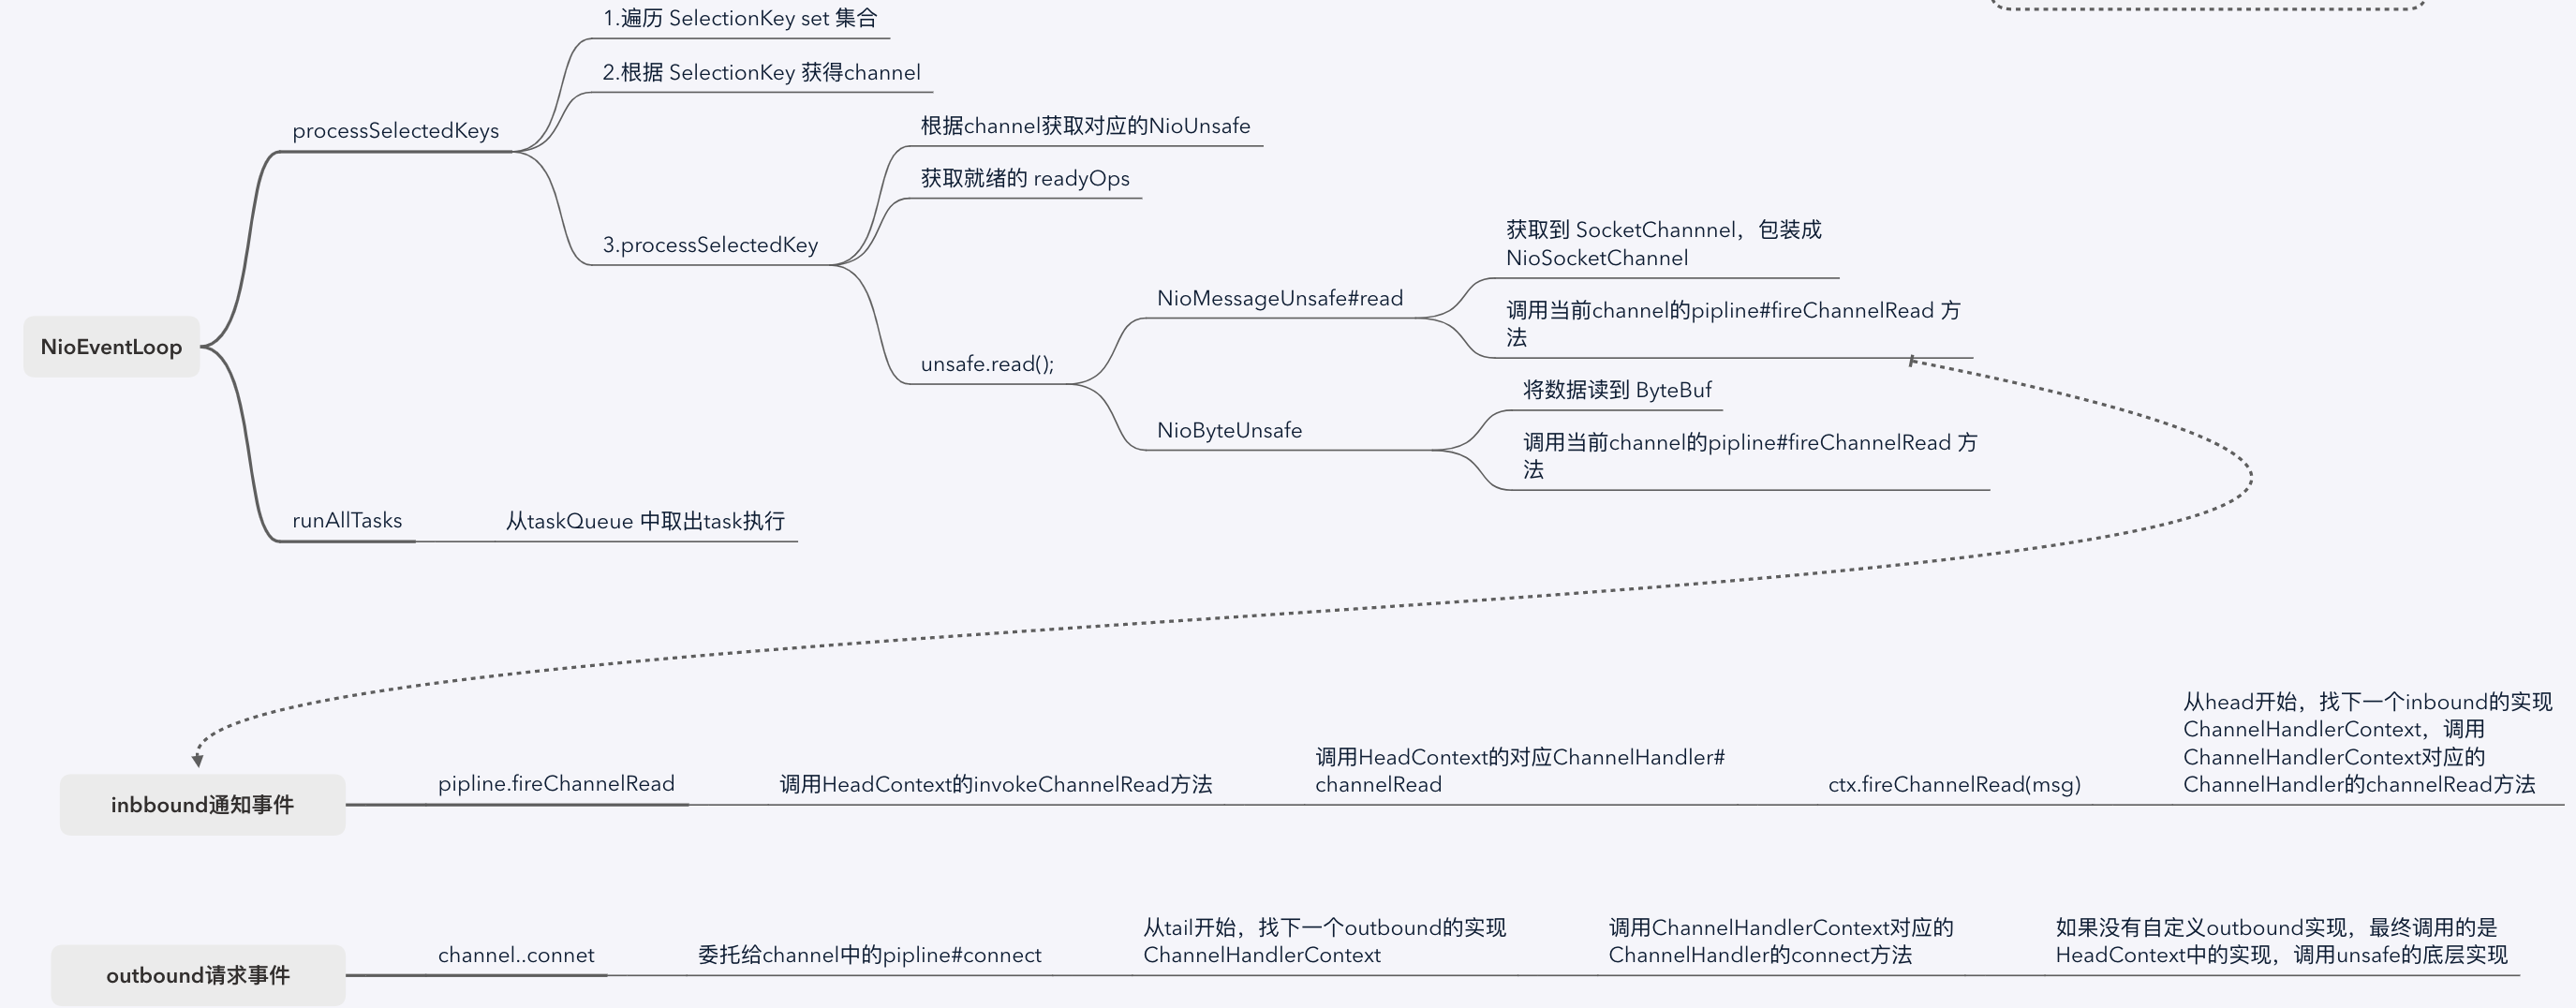 1.遍历 SelectionKey set 集合
2.根据 SelectionKey 获得channel
processSelectedKeys
根据channel获取对应的NioUnsafe
获取就绪的 readyOps
3.processSelectedKey
获取到 SocketChannnel，包装成
NioSocketChannel
NioMessageUnsafe#read
调用当前channel的pipline#fireChannelRead 方
法
NioEventLoop
unsafe.read();
将数据读到 ByteBuf
NioByteUnsafe
调用当前channel的pipline#fireChannelRead 方
法
runAllTasks
从taskQueue 中取出task执行
inbbound通知事件
pipline.fireChannelRead
调用HeadContext的invokeChannelRead方法
调用HeadContext的对应ChannelHandler#
channelRead
ctx.fireChannelRead(msg)
从head开始，找下一个inbound的实现
ChannelHandlerContext，调用
ChannelHandlerContext对应的
ChannelHandler的channelRead方法
outbound请求事件
channel..connet
委托给channel中的pipline#connect
从tail开始，找下一个outbound的实现
ChannelHandlerContext
调用ChannelHandlerContext对应的
ChannelHandler的connect方法
如果没有自定义outbound实现，最终调用的是
HeadContext中的实现，调用unsafe的底层实现